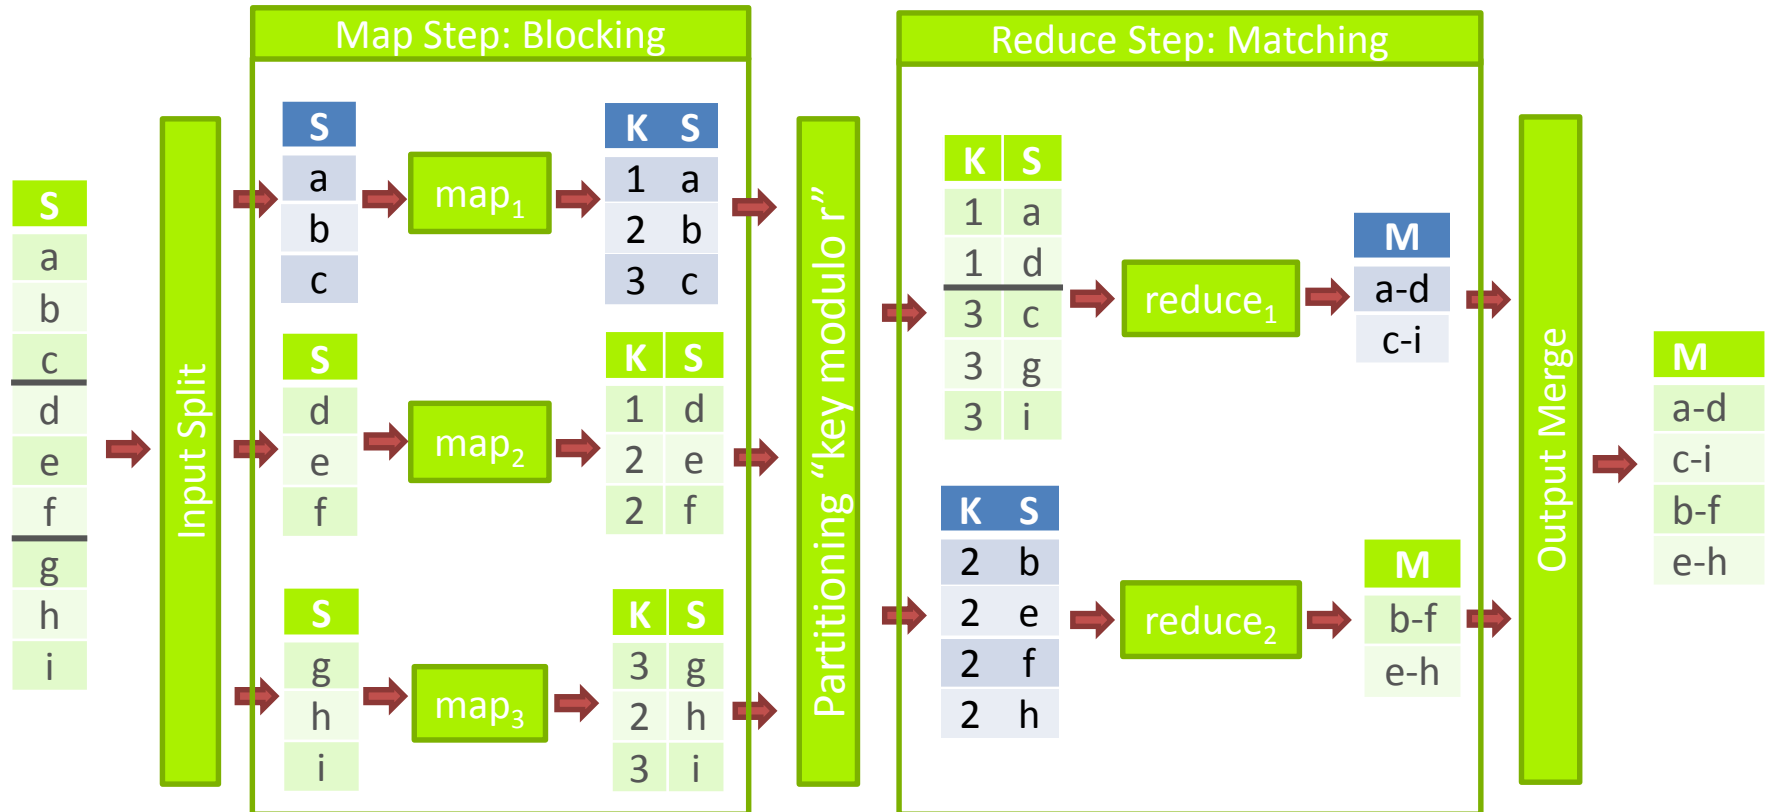 Map Step: Blocking
Reduce Step: Matching
S
a
b
c
d
e
f
g
h
i
Input Split
S
a
b
c
map1
K S
1 a
2 b
3 c
S
d
e
f
map2
K S
1 d
2 e
2 f
S
g
h
i
map3
K S
3 g
2 h
3 i
Partitioning “key modulo r”
K S
1 a
1 d
3 c
3 g
3 i
reduce1
M
a-d
c-i
K S
2 b
2 e
2 f
2 h
reduce2
M
b-f
e-h
Output Merge
M
a-d
c-i
b-f
e-h